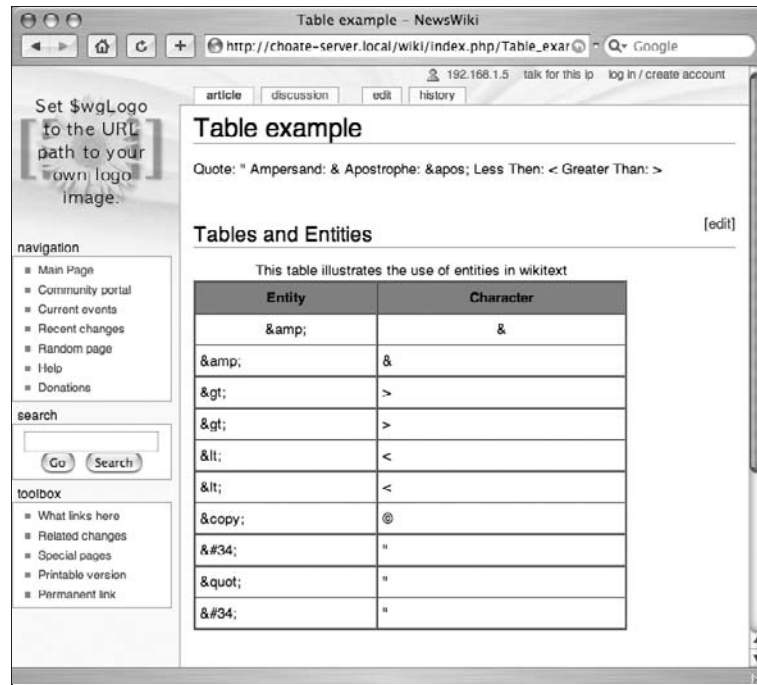 Table example – NewsWiki
http://choate-server.local/wiki/index.php/Table_exar
Google
192.168.1.5 talk for this ip log in / create account
Set $wgLogo
to the URL
path to your
own logo
image.
article discussion edit history
Table example
Quote: " Ampersand: & Apostrophe: &apos; Less Then: < Greater Than: >
[edit]
Tables and Entities
This table illustrates the use of entities in wikitext
Entity Character
&amp; &
&amp; &
&gt; >
&gt; >
&lt; <
&lt; <
&copy; ©
&#34; "
&quot; "
&#34; "
navigation
Main Page
Community portal
Current events
Recent changes
Random page
Help
Donations
search
Go Search
toolbox
What links here
Related changes
Special pages
Printable version
Permanent link